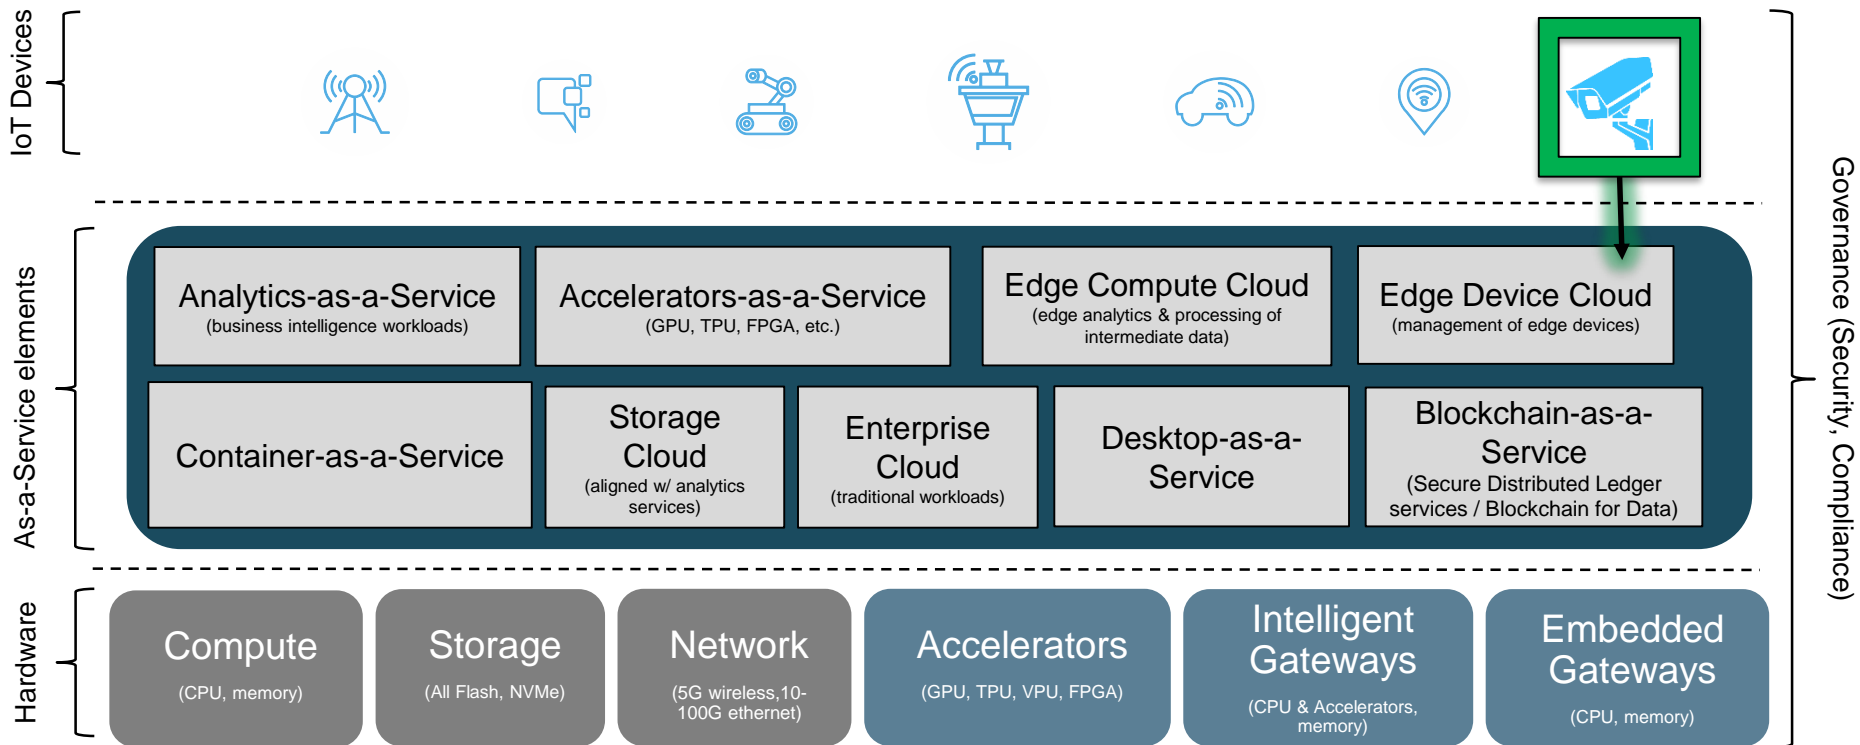 IoT Devices
Governance (Security, Compliance)
As-a-Service elements
Analytics-as-a-Service
(business intelligence workloads)
Accelerators-as-a-Service
(GPU, TPU, FPGA, etc.)
Edge Compute Cloud
(edge analytics & processing of
intermediate data)
Edge Device Cloud
(management of edge devices)
Container-as-a-Service
Storage
Cloud
(aligned w/ analytics
services)
Enterprise
Cloud
(traditional workloads)
Desktop-as-a-
Service
Blockchain-as-a-
Service
(Secure Distributed Ledger
services / Blockchain for Data)
Hardware
Compute
(CPU, memory)
Storage
(All Flash, NVMe)
Network
(5G wireless,10-
100G ethernet)
Accelerators
(GPU, TPU, VPU, FPGA)
Intelligent
Gateways
(CPU & Accelerators,
memory)
Embedded
Gateways
(CPU, memory)